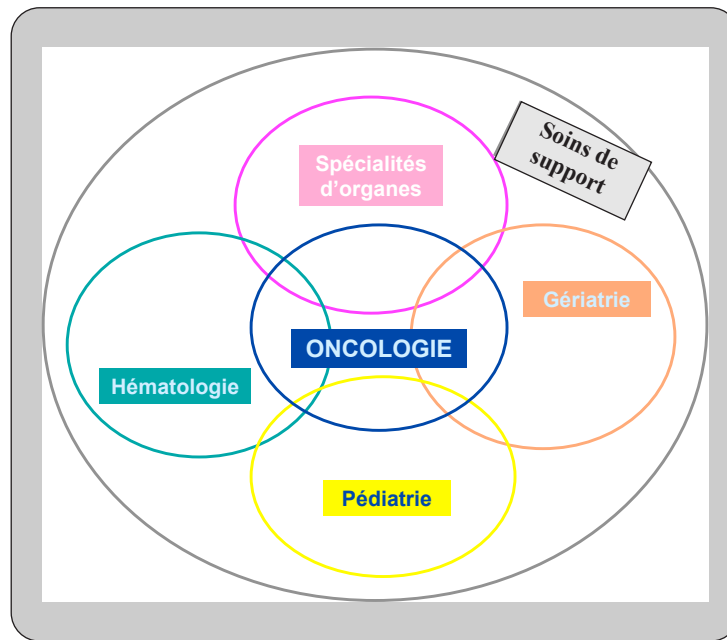 Soins de
support
Spécialités
d’organes
Gériatrie
ONCOLOGIE
Hématologie
Pédiatrie